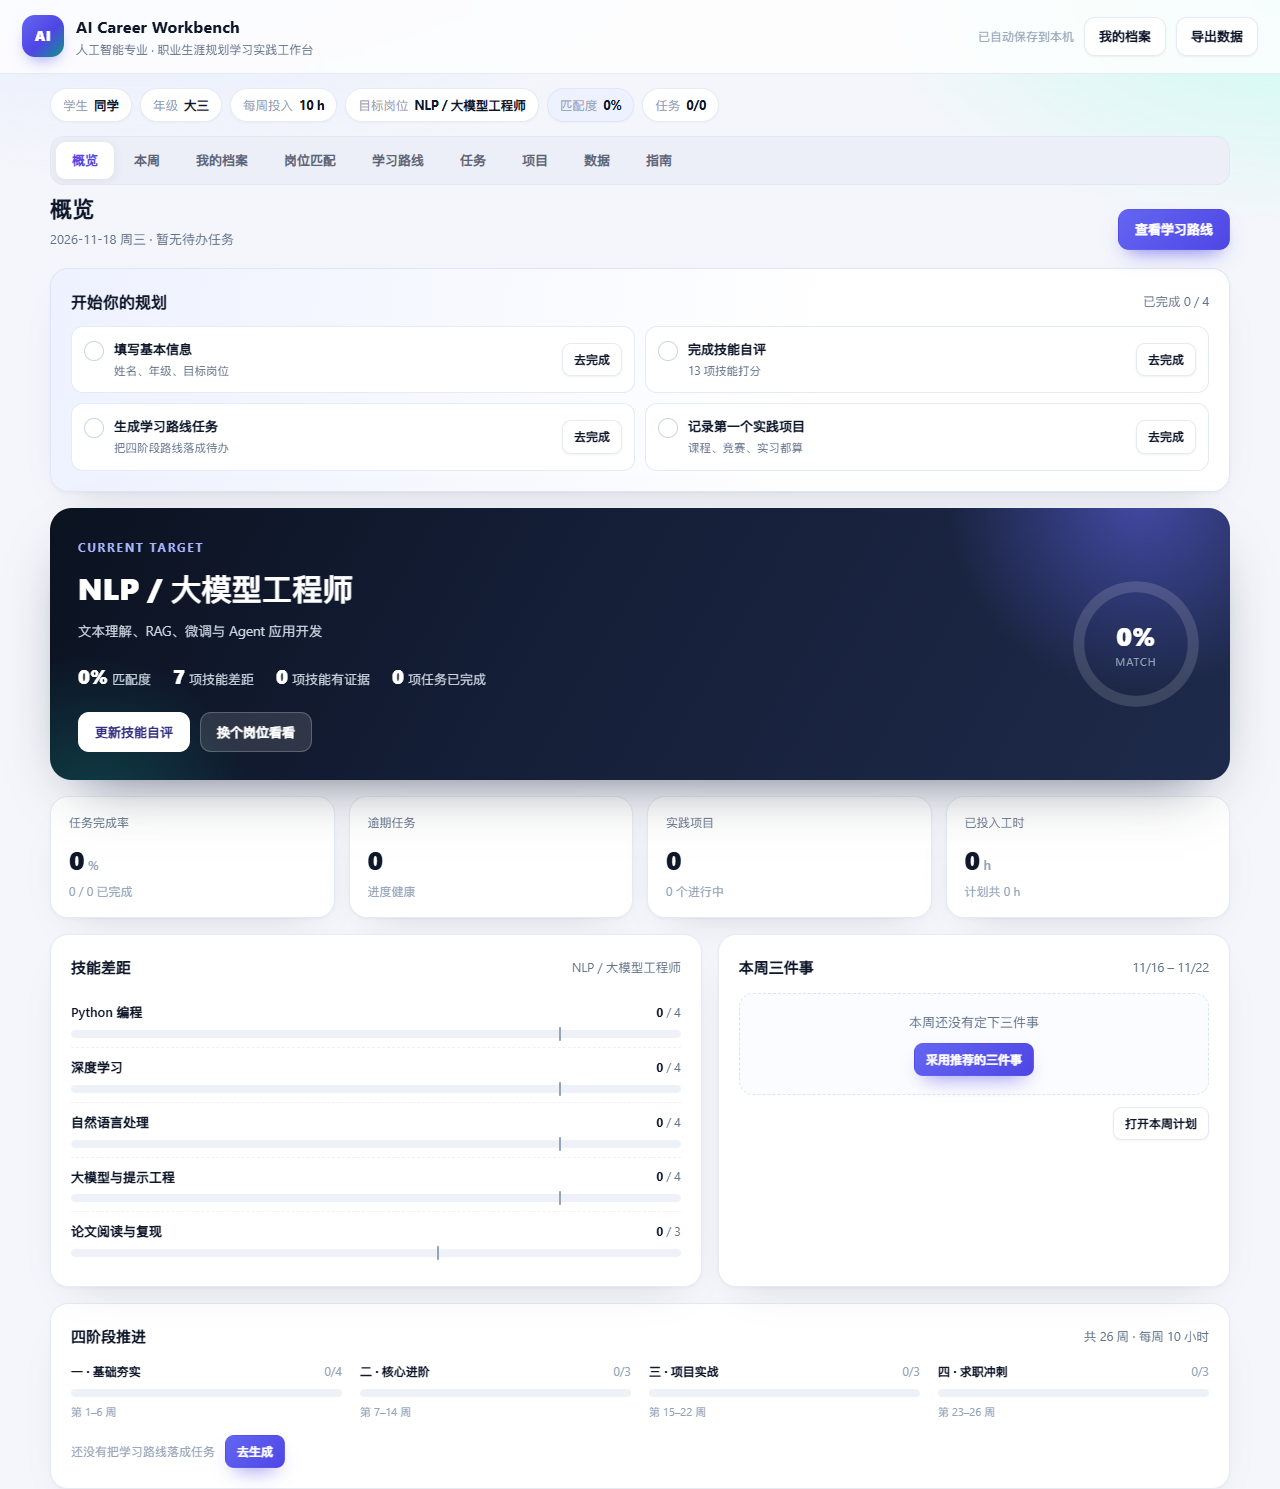 AI
AI Career Workbench
人工智能专业 · 职业生涯规划学习实践工作台
已自动保存到本机
我的档案
导出数据
学生 同学
年级 大三
每周投入 10 h
目标岗位 NLP / 大模型工程师
匹配度 0%
任务 0/0
概览
本周
我的档案
岗位匹配
学习路线
任务
项目
数据
指南
概览
2026-11-18 周三 · 暂无待办任务
查看学习路线
开始你的规划
已完成 0 / 4
填写基本信息
姓名、年级、目标岗位
去完成
完成技能自评
13 项技能打分
去完成
生成学习路线任务
把四阶段路线落成待办
去完成
记录第一个实践项目
课程、竞赛、实习都算
去完成
CURRENT TARGET
NLP / 大模型工程师
文本理解、RAG、微调与 Agent 应用开发
0% 匹配度
7 项技能差距
0 项技能有证据
0 项任务已完成
更新技能自评
换个岗位看看
0%
MATCH
任务完成率
0 %
0 / 0 已完成
逾期任务
0
进度健康
实践项目
0
0 个进行中
已投入工时
0 h
计划共 0 h
技能差距
NLP / 大模型工程师
Python 编程
0 / 4
深度学习
0 / 4
自然语言处理
0 / 4
大模型与提示工程
0 / 4
论文阅读与复现
0 / 3
本周三件事
11/16 – 11/22
本周还没有定下三件事
采用推荐的三件事
打开本周计划
四阶段推进
共 26 周 · 每周 10 小时
一 · 基础夯实
0/4
第 1–6 周
二 · 核心进阶
0/3
第 7–14 周
三 · 项目实战
0/3
第 15–22 周
四 · 求职冲刺
0/3
第 23–26 周
还没有把学习路线落成任务
去生成